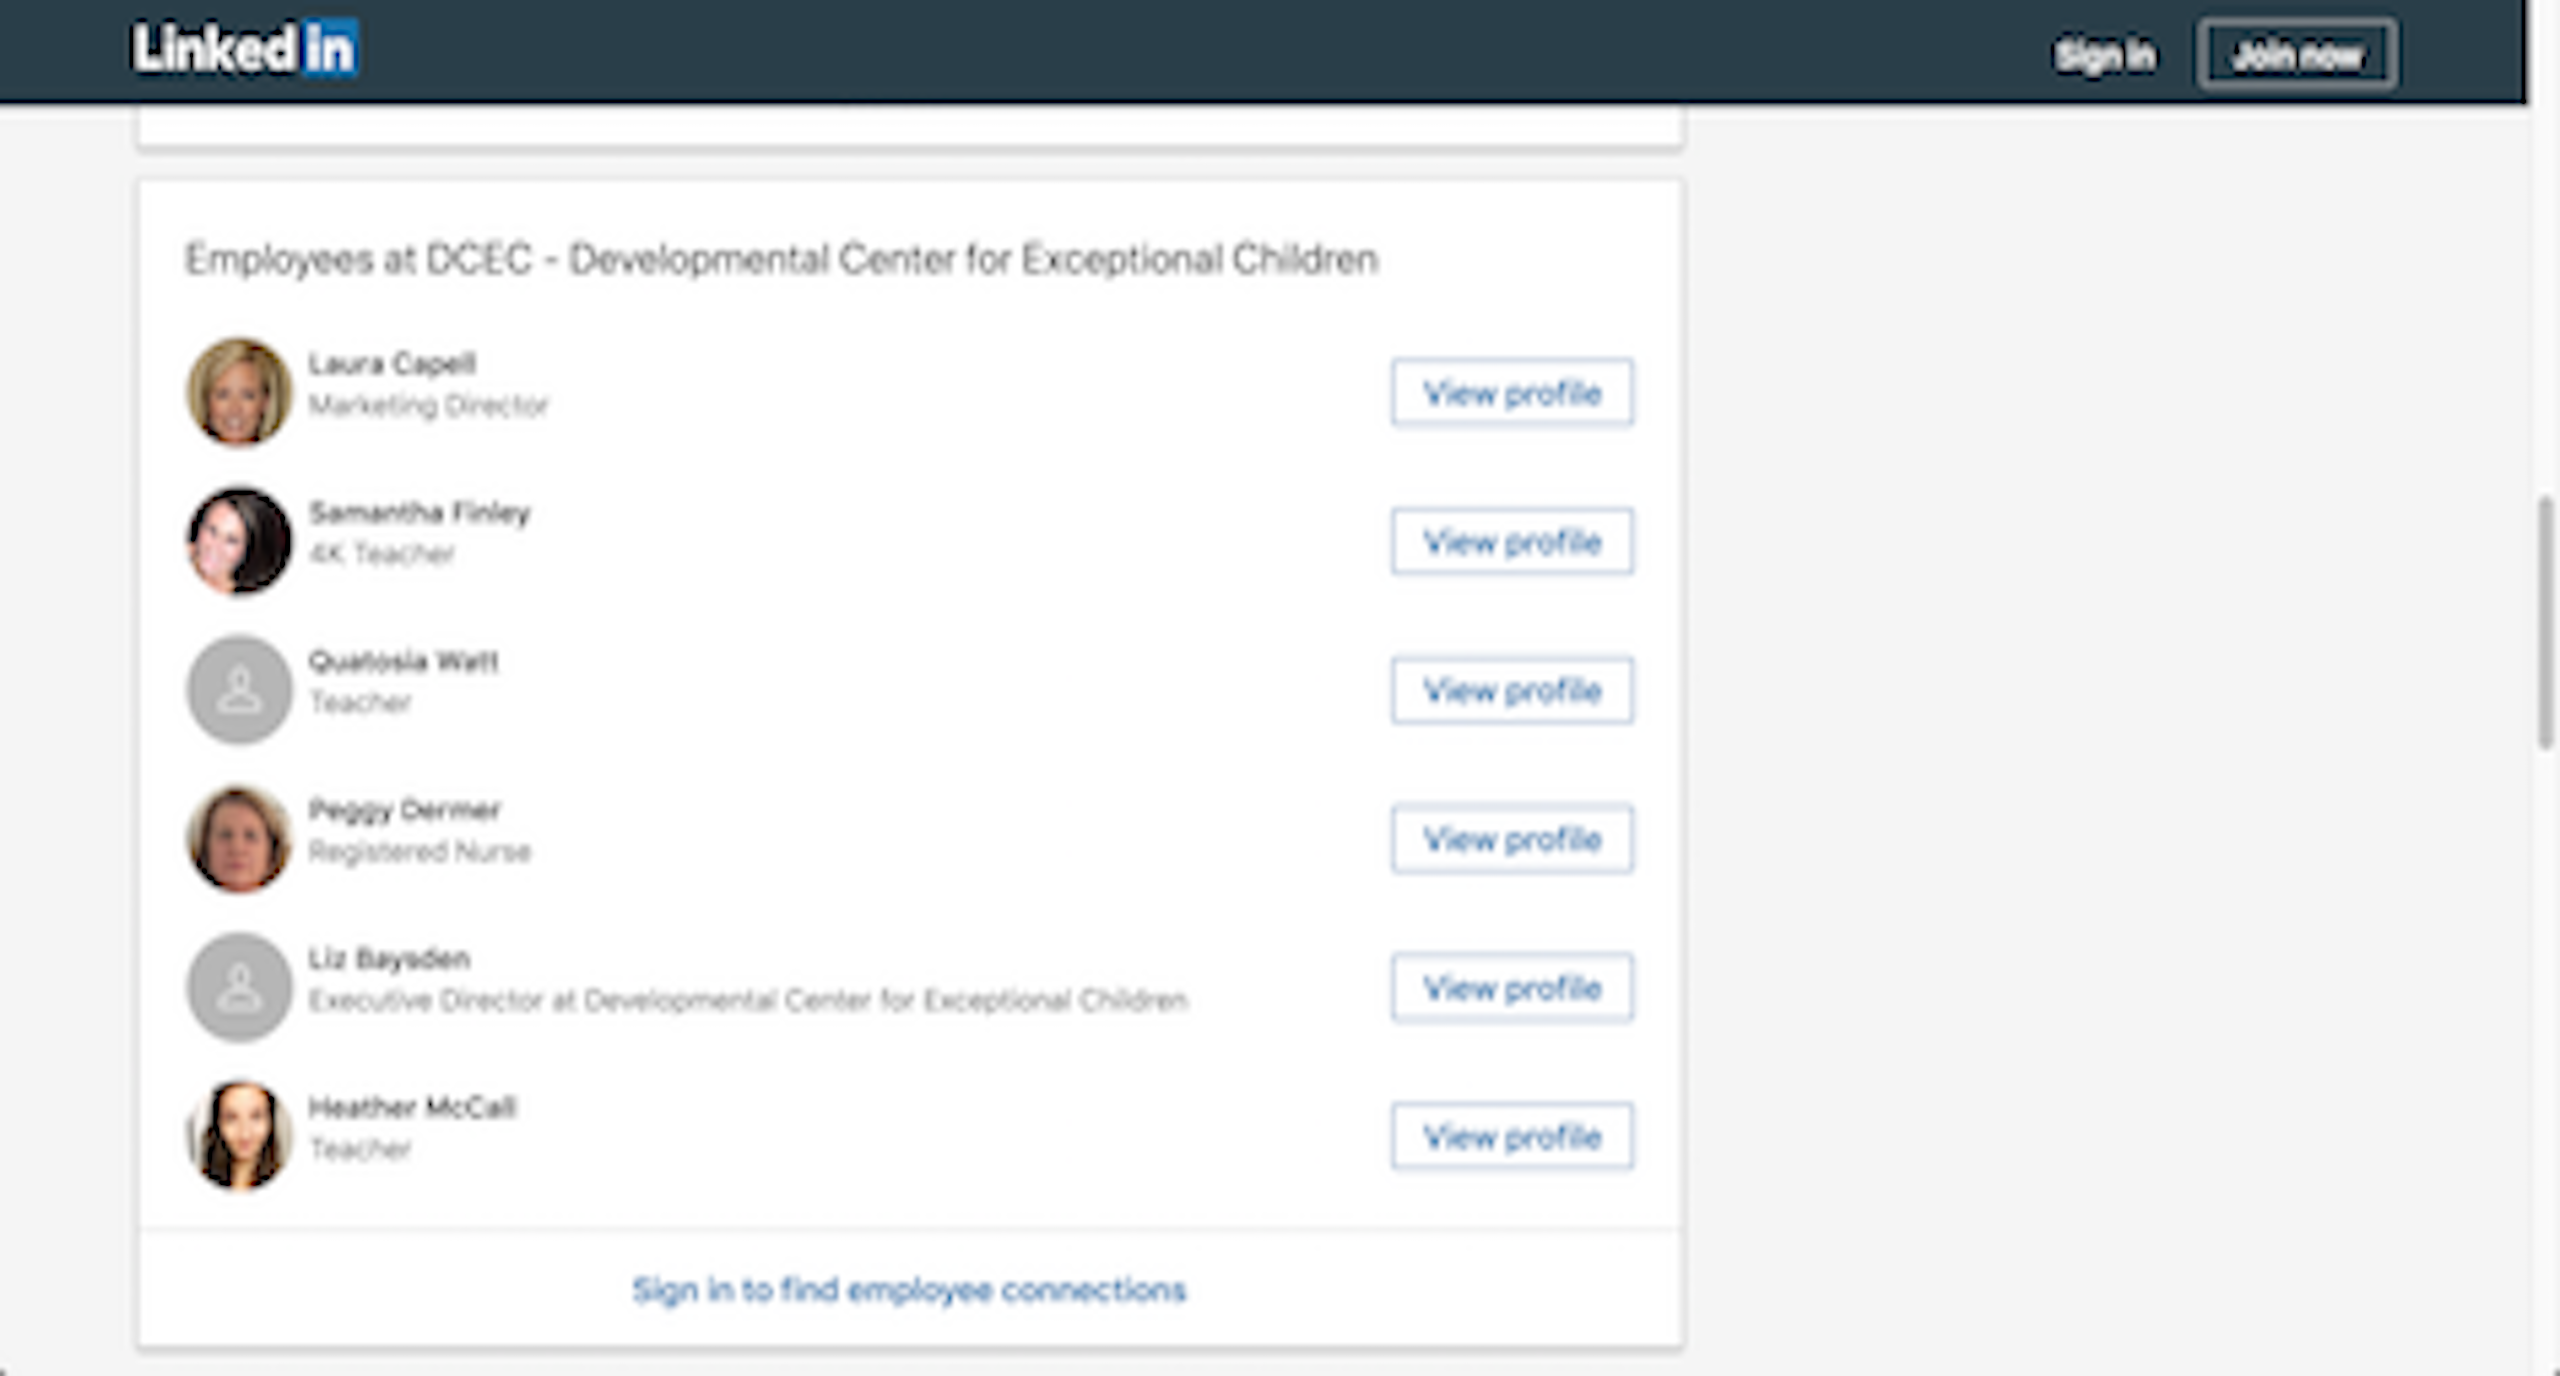 Linked in
Sign in
Join now
Employees at DCEC - Developmental Center for Exceptional Children
Laura Capell
Marketing Director
View profile
Samantha Finley
4K Teacher
View profile
Quatosia Watt
Teacher
View profile
Peggy Dermer
Registered Nurse
View profile
Liz Baysden
Executive Director at Developmental Center for Exceptional Children
View profile
Heather McCall
Teacher
View profile
Sign in to find employee connections